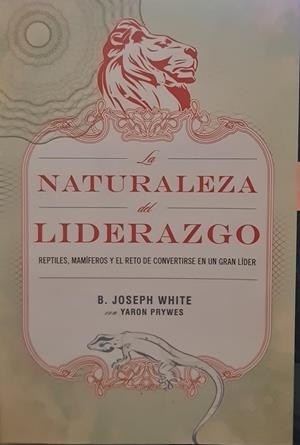 La
NATURALEZA
del
LIDERAZGO
REPTILES, MAMÍFEROS Y EL RETO DE CONVERTIRSE EN UN GRAN LÍDER
B. JOSEPH WHITE
con YARON PRYWES